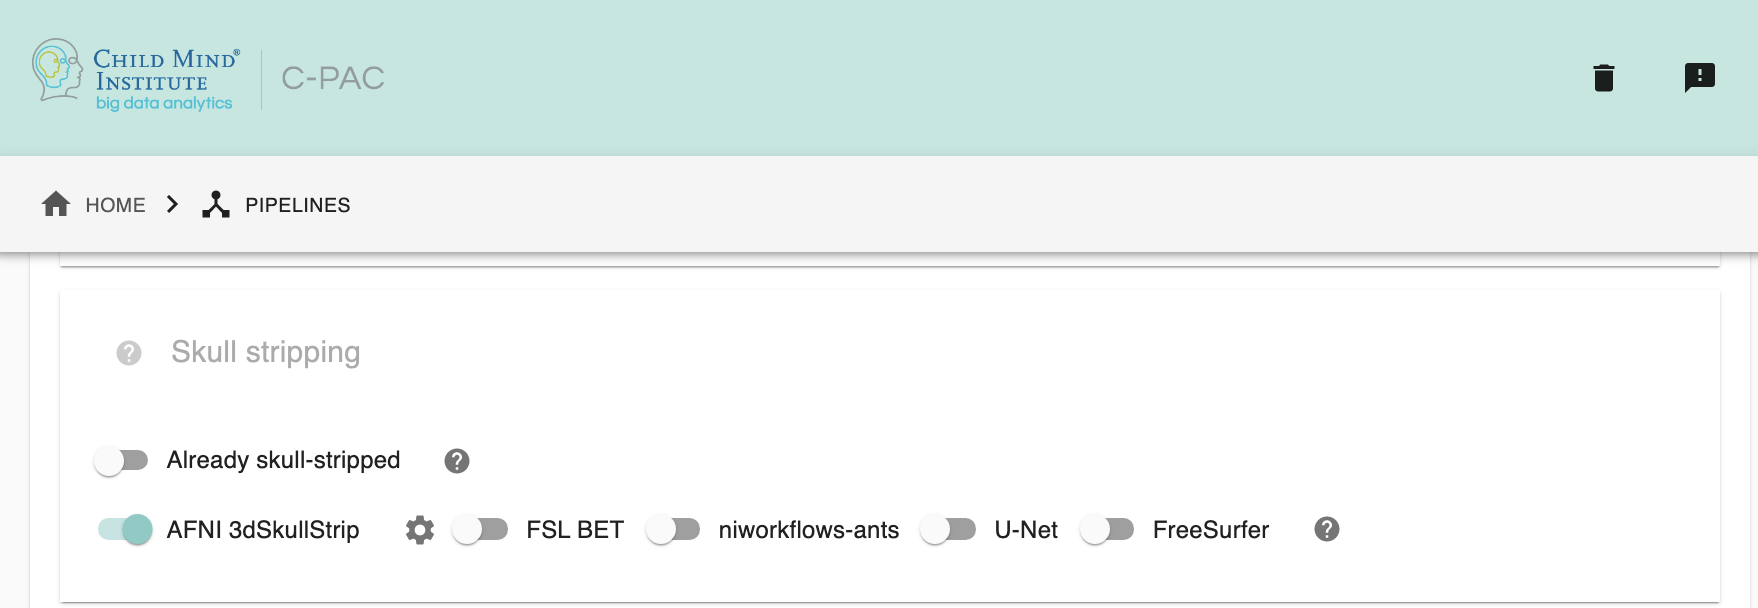 CHILD MIND®
INSTITUTE
big data analytics
C-PAC
HOME
PIPELINES
Skull stripping
Already skull-stripped
AFNI 3dSkullStrip FSL BET niworkflows-ants U-Net FreeSurfer